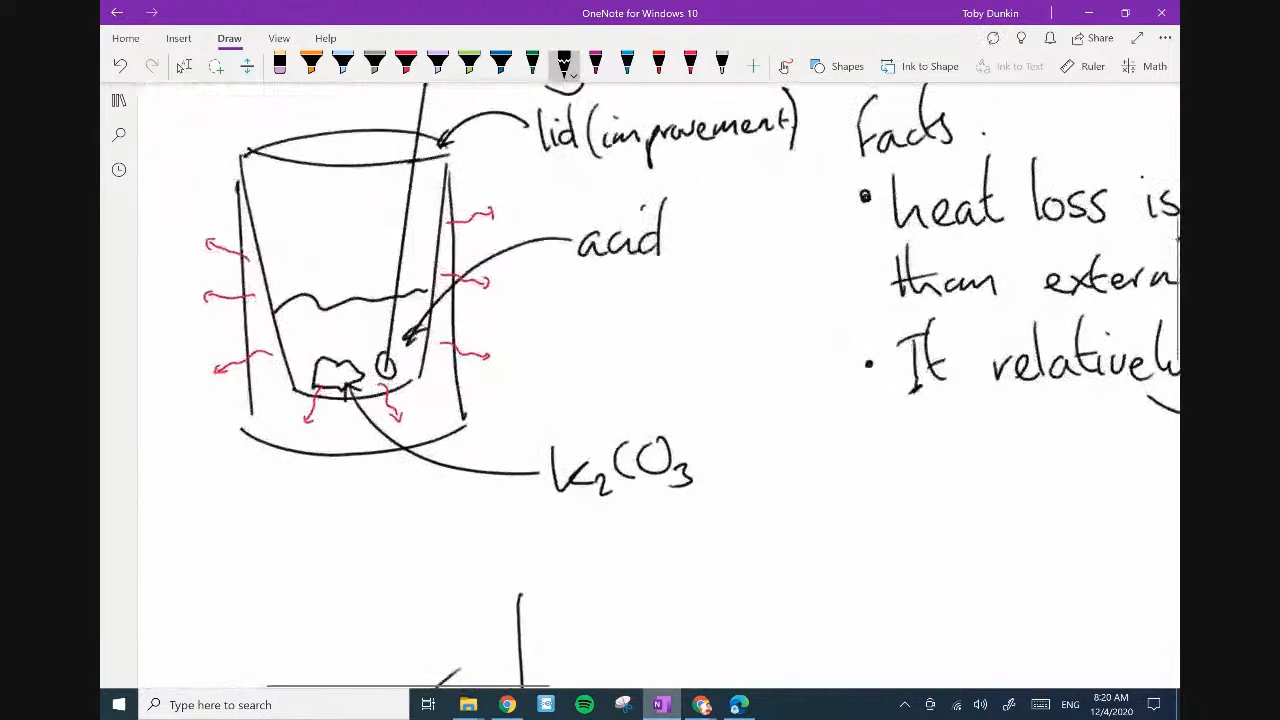 OneNote for Windows 10
Toby Dunkin
Home
Insert
Draw
View
Help
Share
Shapes
Ink to Shape
Ink to Text
Ruler
Math
lid (improvement)
acid
K₂CO₃
Facts.
• heat loss is
than extern
• It relatively
Type here to search
ENG
8:20 AM
12/4/2020